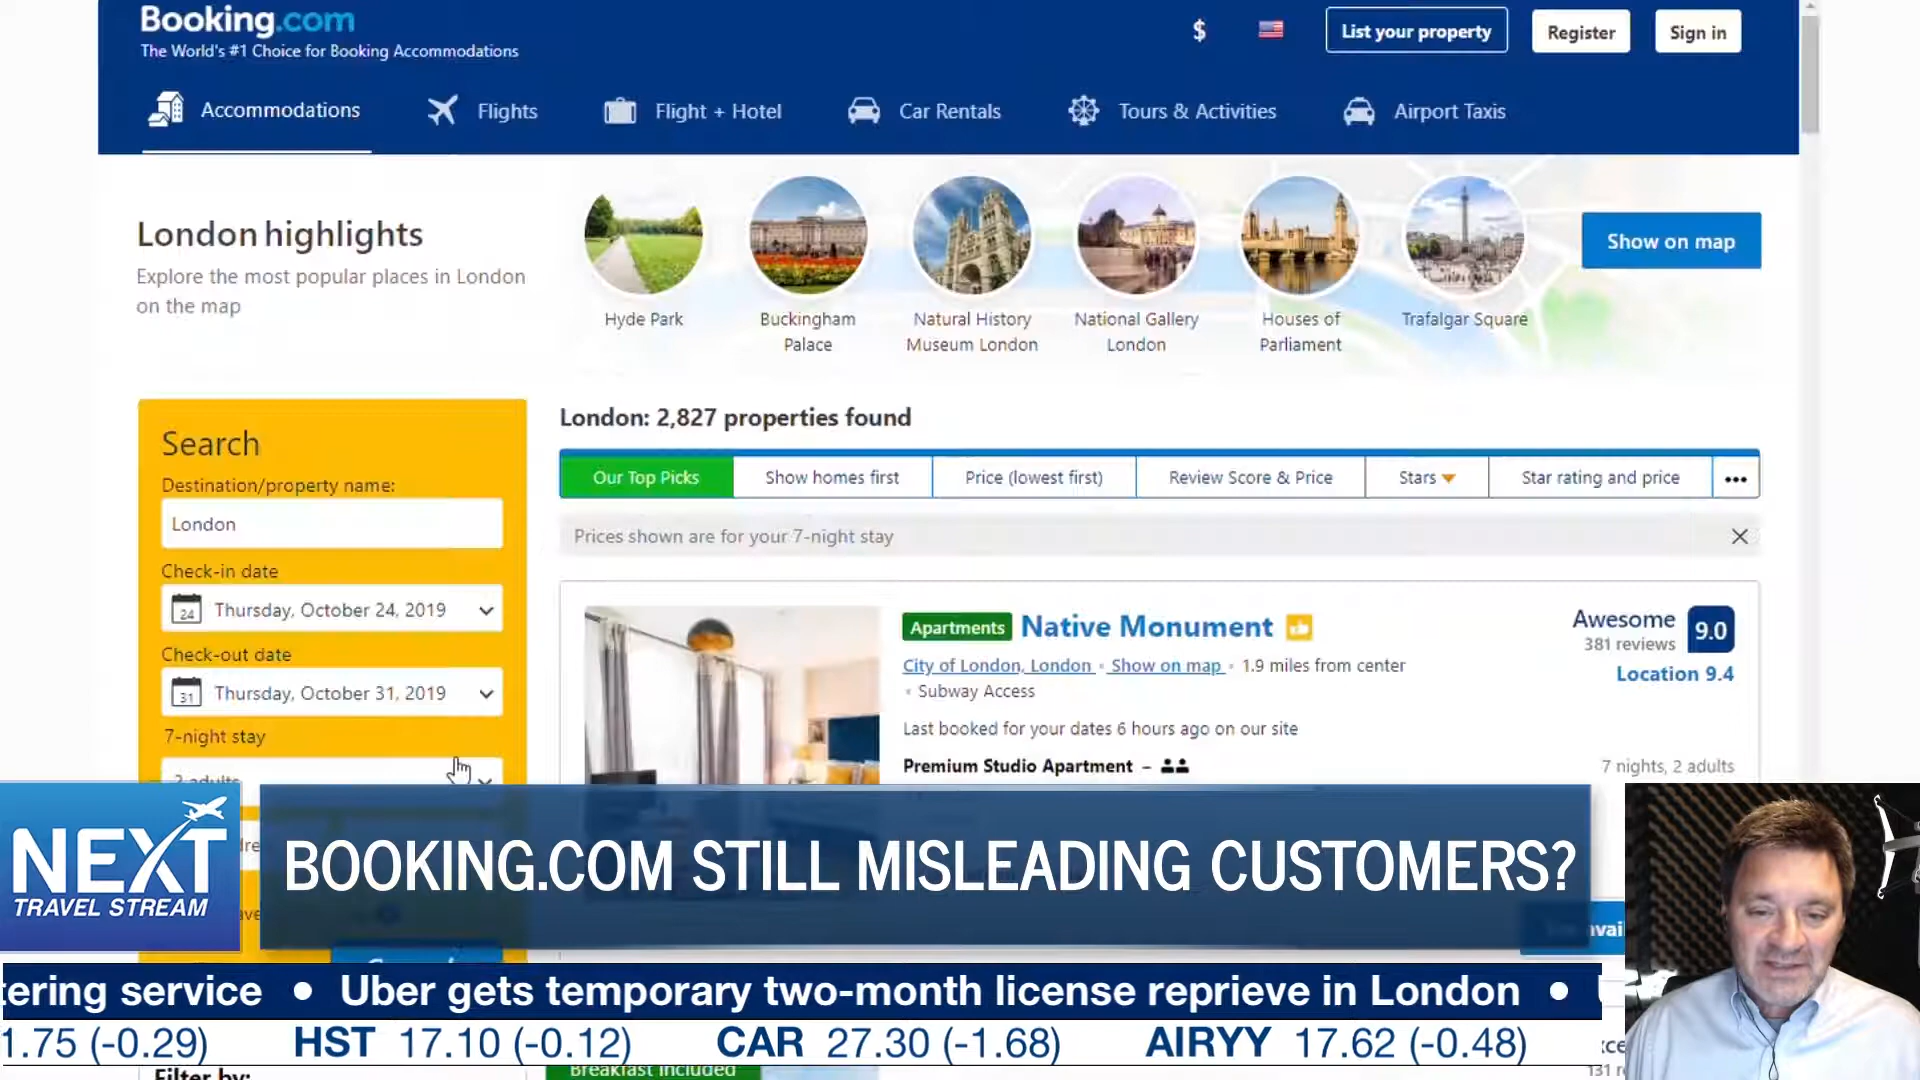 Booking.com
The World's #1 Choice for Booking Accommodations
$
List your property
Register
Sign in
Accommodations
Flights
Flight + Hotel
Car Rentals
Tours & Activities
Airport Taxis
London highlights
Explore the most popular places in London
on the map
Hyde Park
Buckingham
Palace
Natural History
Museum London
National Gallery
London
Houses of
Parliament
Trafalgar Square
Show on map
Search
Destination/property name:
London
Check-in date
24
Thursday, October 24, 2019
Check-out date
31
Thursday, October 31, 2019
7-night stay
2 adults
London: 2,827 properties found
Our Top Picks
Show homes first
Price (lowest first)
Review Score & Price
Stars
Star rating and price
•••
Prices shown are for your 7-night stay
Apartments
Native Monument
Awesome
381 reviews
9.0
Location 9.4
City of London, London • Show on map • 1.9 miles from center
• Subway Access
Last booked for your dates 6 hours ago on our site
Premium Studio Apartment –
7 nights, 2 adults
NEXT
TRAVEL STREAM
BOOKING.COM STILL MISLEADING CUSTOMERS?
tering service • Uber gets temporary two-month license reprieve in London •
1.75 (-0.29) HST 17.10 (-0.12) CAR 27.30 (-1.68) AIRYY 17.62 (-0.48)
Filter by:
Breakfast included